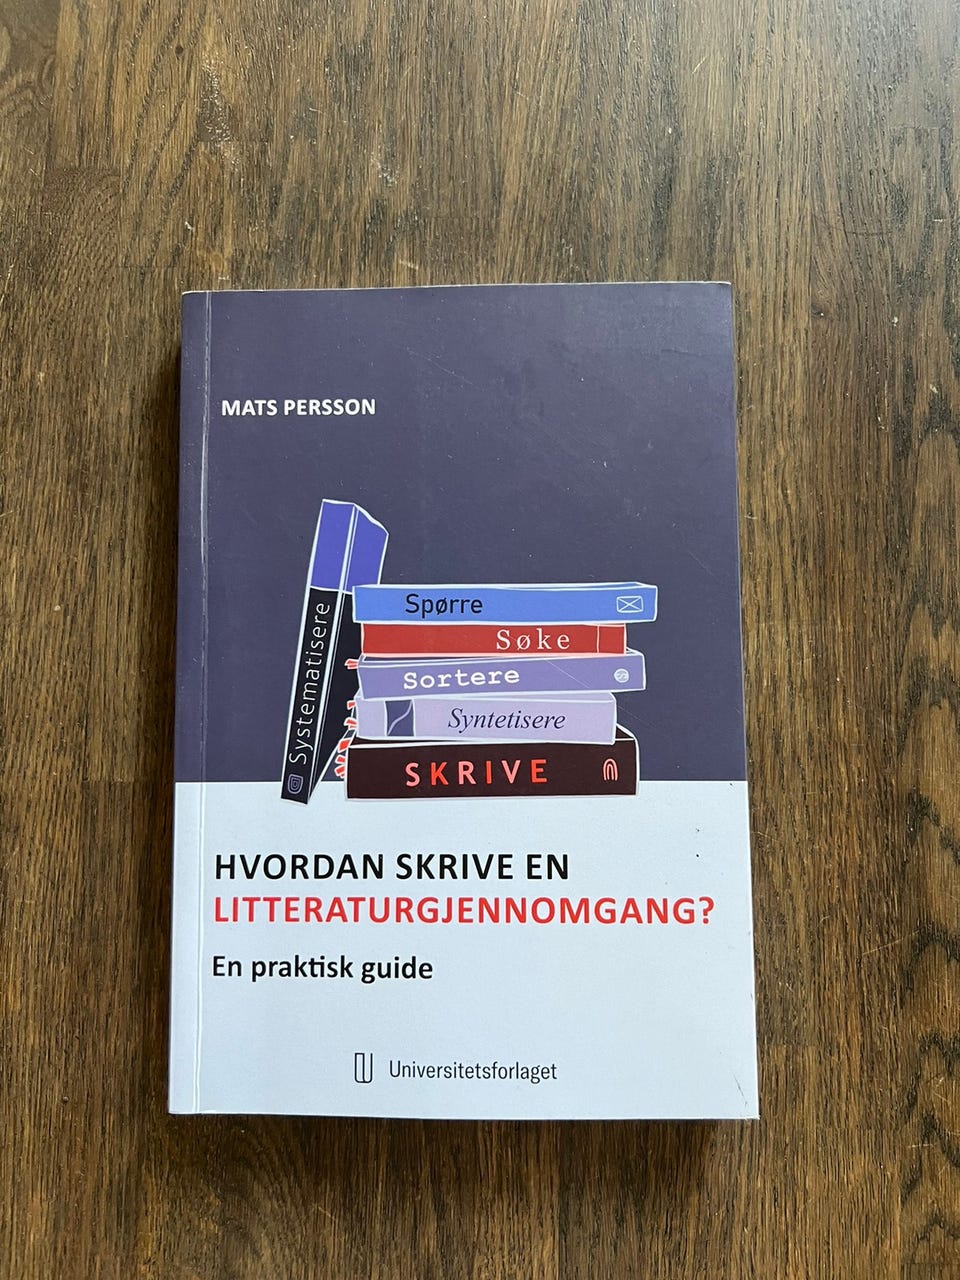 MATS PERSSON
Systematisere
Spørre
Søke
Sortere
Syntetisere
SKRIVE
HVORDAN SKRIVE EN
LITTERATURGJENNOMGANG?
En praktisk guide
Universitetsforlaget